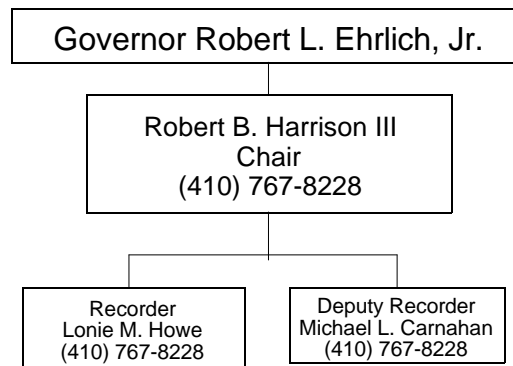 Governor Robert L. Ehrlich, Jr.
Robert B. Harrison III
Chair
(410) 767-8228
Recorder
Lonie M. Howe
(410) 767-8228
Deputy Recorder
Michael L. Carnahan
(410) 767-8228